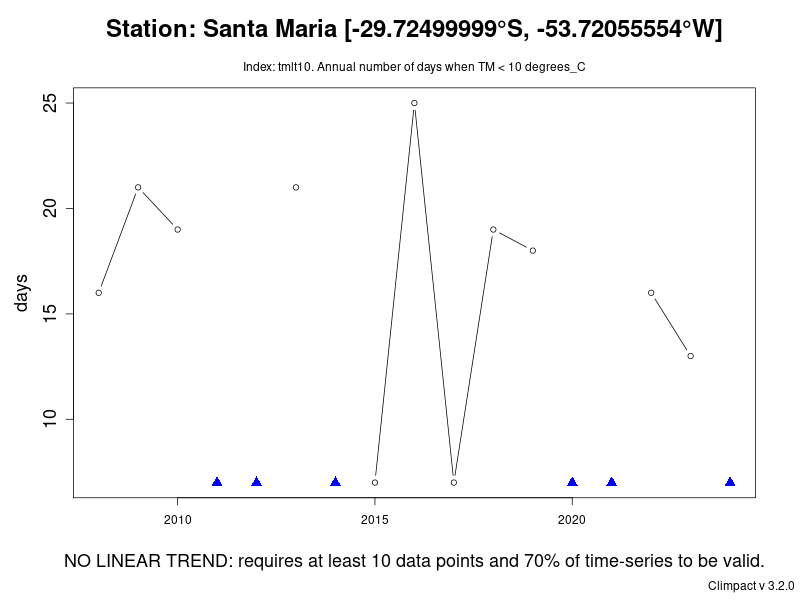 Station: Santa Maria [-29.72499999°S, -53.72055554°W]
Index: tmlt10. Annual number of days when TM < 10 degrees_C
25
20
15
10
days
2010
2015
2020
NO LINEAR TREND: requires at least 10 data points and 70% of time-series to be valid.
Climpact v 3.2.0